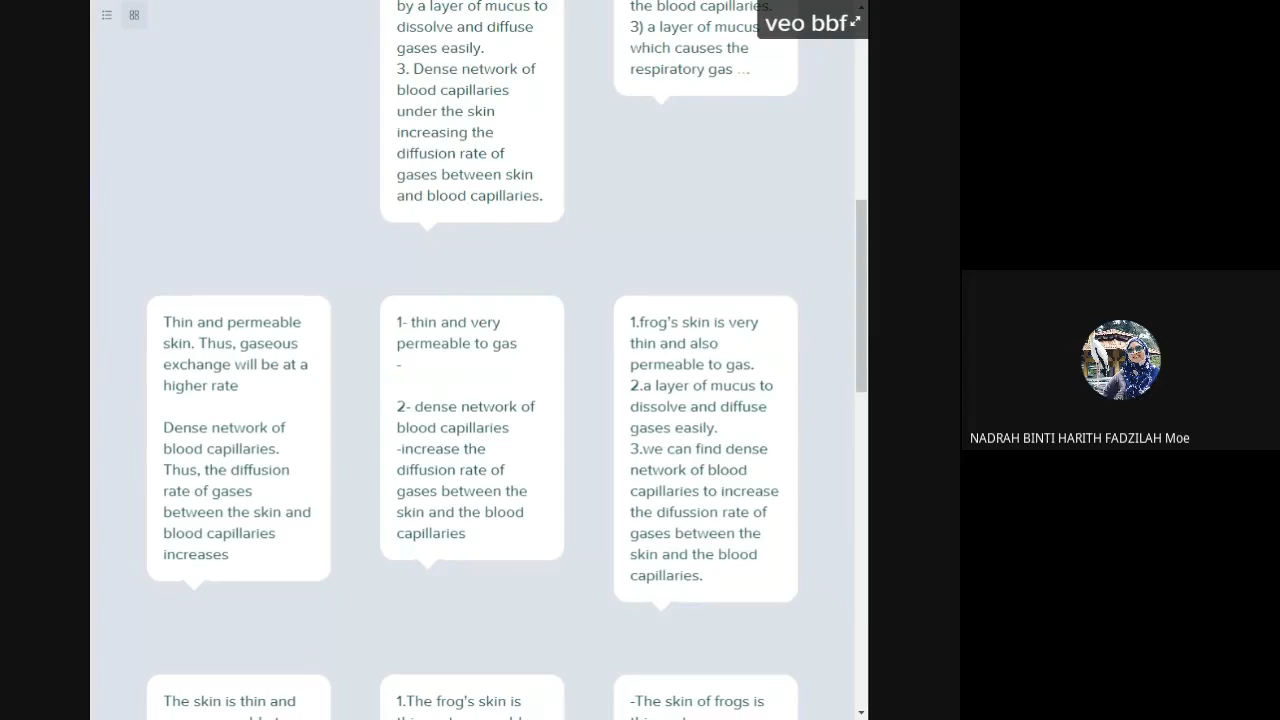 by a layer of mucus to
dissolve and diffuse
gases easily.
3. Dense network of
blood capillaries
under the skin
increasing the
diffusion rate of
gases between skin
and blood capillaries.
the blood capillaries.
3) a layer of mucus
which causes the
respiratory gas ...
veo bbf
Thin and permeable
skin. Thus, gaseous
exchange will be at a
higher rate
Dense network of
blood capillaries.
Thus, the diffusion
rate of gases
between the skin and
blood capillaries
increases
1- thin and very
permeable to gas
-
2- dense network of
blood capillaries
-increase the
diffusion rate of
gases between the
skin and the blood
capillaries
1.frog's skin is very
thin and also
permeable to gas.
2.a layer of mucus to
dissolve and diffuse
gases easily.
3.we can find dense
network of blood
capillaries to increase
the difussion rate of
gases between the
skin and the blood
capillaries.
NADRAH BINTI HARITH FADZILAH Moe
The skin is thin and
1.The frog's skin is
-The skin of frogs is